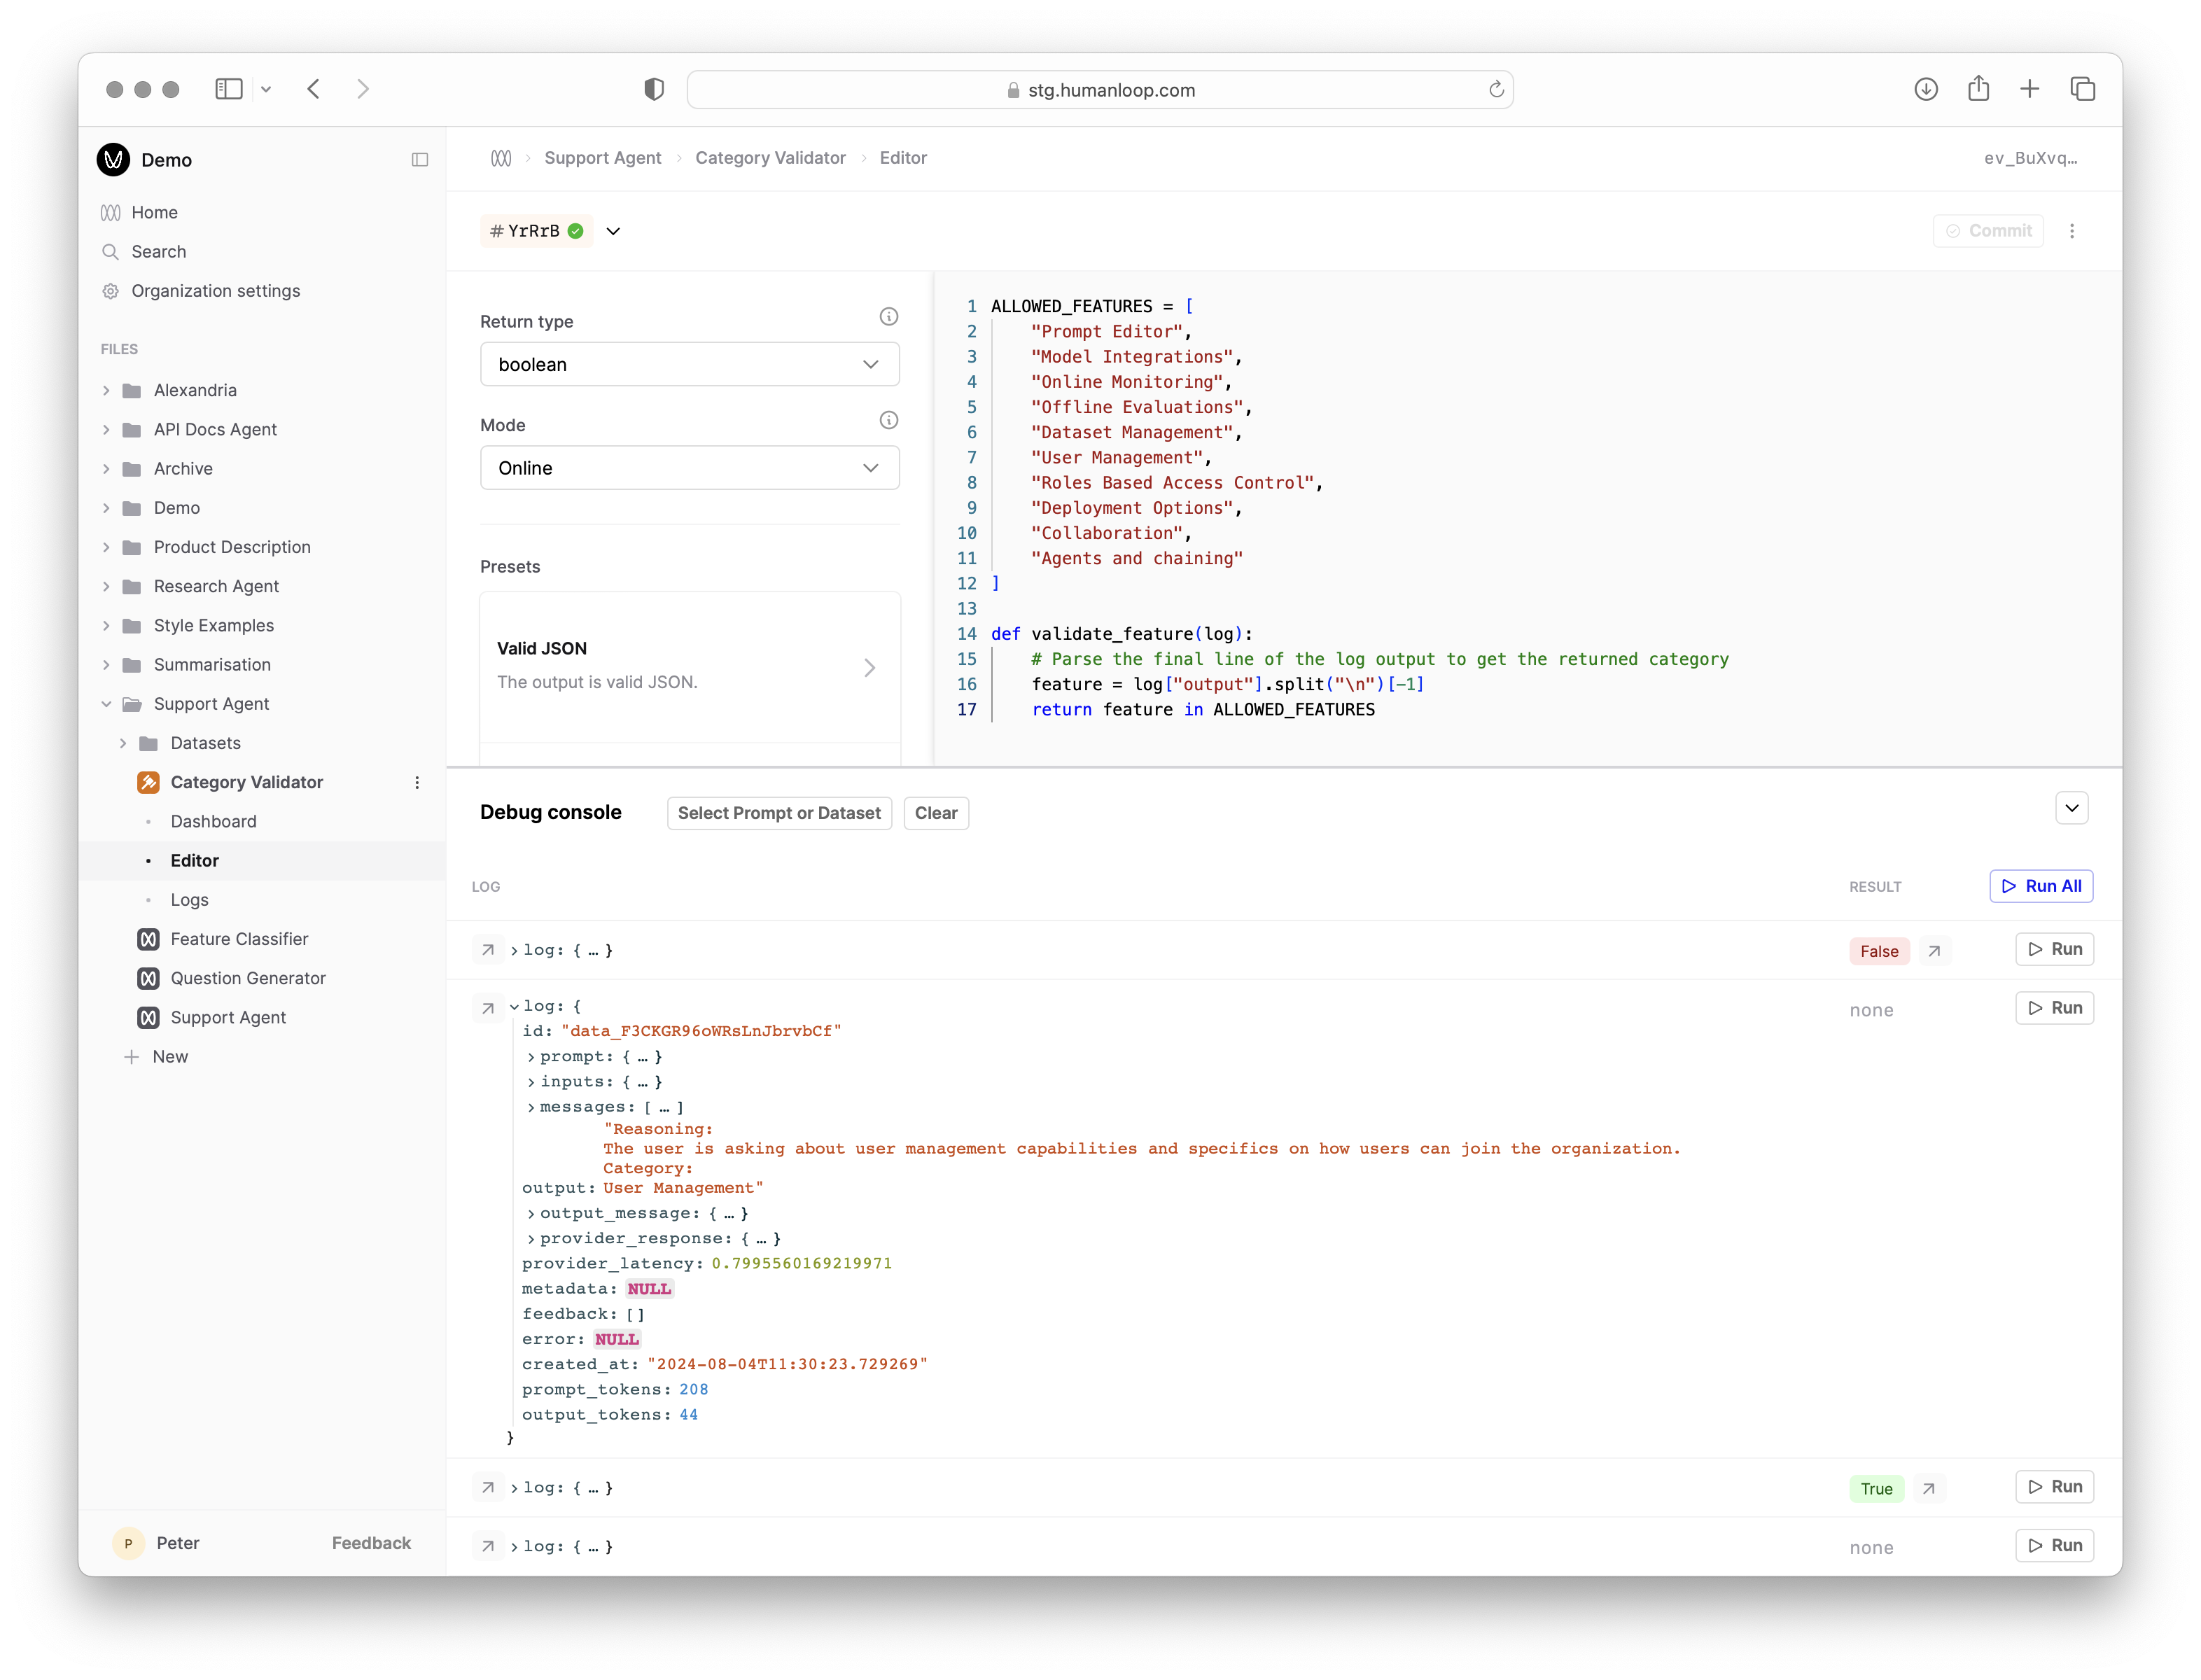 stg.humanloop.com
Demo
Home
Search
Organization settings
FILES
Alexandria
API Docs Agent
Archive
Demo
Product Description
Research Agent
Style Examples
Summarisation
Support Agent
Datasets
Category Validator
Dashboard
Editor
Logs
Feature Classifier
Question Generator
Support Agent
New
P Peter Feedback
Support Agent Category Validator Editor ev_BuXvq…
#YrRrB Commit
Return type
boolean
Mode
Online
Presets
Valid JSON
The output is valid JSON.
1 ALLOWED_FEATURES = [
2 "Prompt Editor",
3 "Model Integrations",
4 "Online Monitoring",
5 "Offline Evaluations",
6 "Dataset Management",
7 "User Management",
8 "Roles Based Access Control",
9 "Deployment Options",
10 "Collaboration",
11 "Agents and chaining"
12 ]
13
14 def validate_feature(log):
15 # Parse the final line of the log output to get the returned category
16 feature = log["output"].split("\n")[-1]
17 return feature in ALLOWED_FEATURES
Debug console Select Prompt or Dataset Clear
LOG RESULT Run All
log: { … } False Run
log: { none Run
id: "data_F3CKGR96oWRsLnJbrvbCf"
prompt: { … }
inputs: { … }
messages: [ … ]
"Reasoning:
The user is asking about user management capabilities and specifics on how users can join the organization.
Category:
output: User Management"
output_message: { … }
provider_response: { … }
provider_latency: 0.7995560169219971
metadata: NULL
feedback: []
error: NULL
created_at: "2024-08-04T11:30:23.729269"
prompt_tokens: 208
output_tokens: 44
}
log: { … } True Run
log: { … } none Run